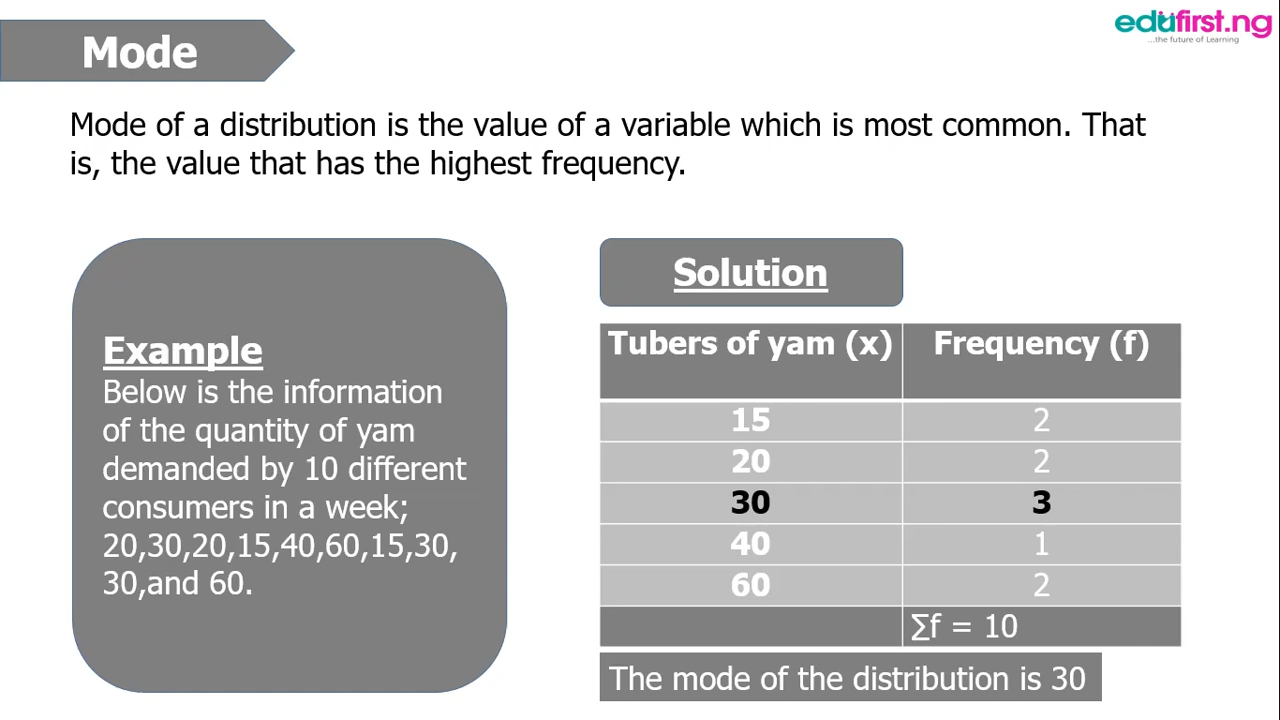 edufirst.ng
...the future of Learning
Mode
Mode of a distribution is the value of a variable which is most common. That
is, the value that has the highest frequency.
Example
Below is the information
of the quantity of yam
demanded by 10 different
consumers in a week;
20,30,20,15,40,60,15,30,
30,and 60.
Solution
Tubers of yam (x) Frequency (f)
15 2
20 2
30 3
40 1
60 2
∑f = 10
The mode of the distribution is 30